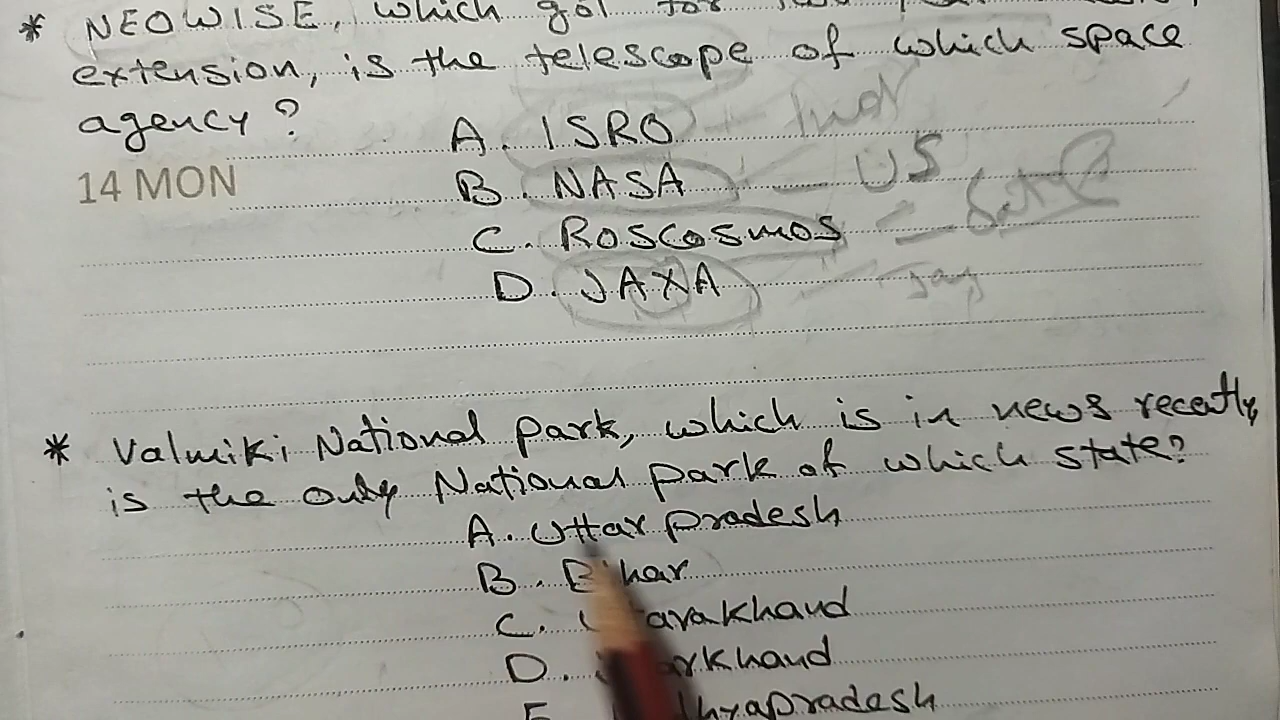 * NEOWISE, which got for
extension, is the telescope of which space
agency?
A. ISRO
14 MON
B. NASA - US
C. Roscosmos
D. JAXA
* Valmiki National park, which is in news recently,
is the only National park of which state?
A. Uttar pradesh
B. Bihar
C. arakhand
D. arkhand
E. hyapradesh